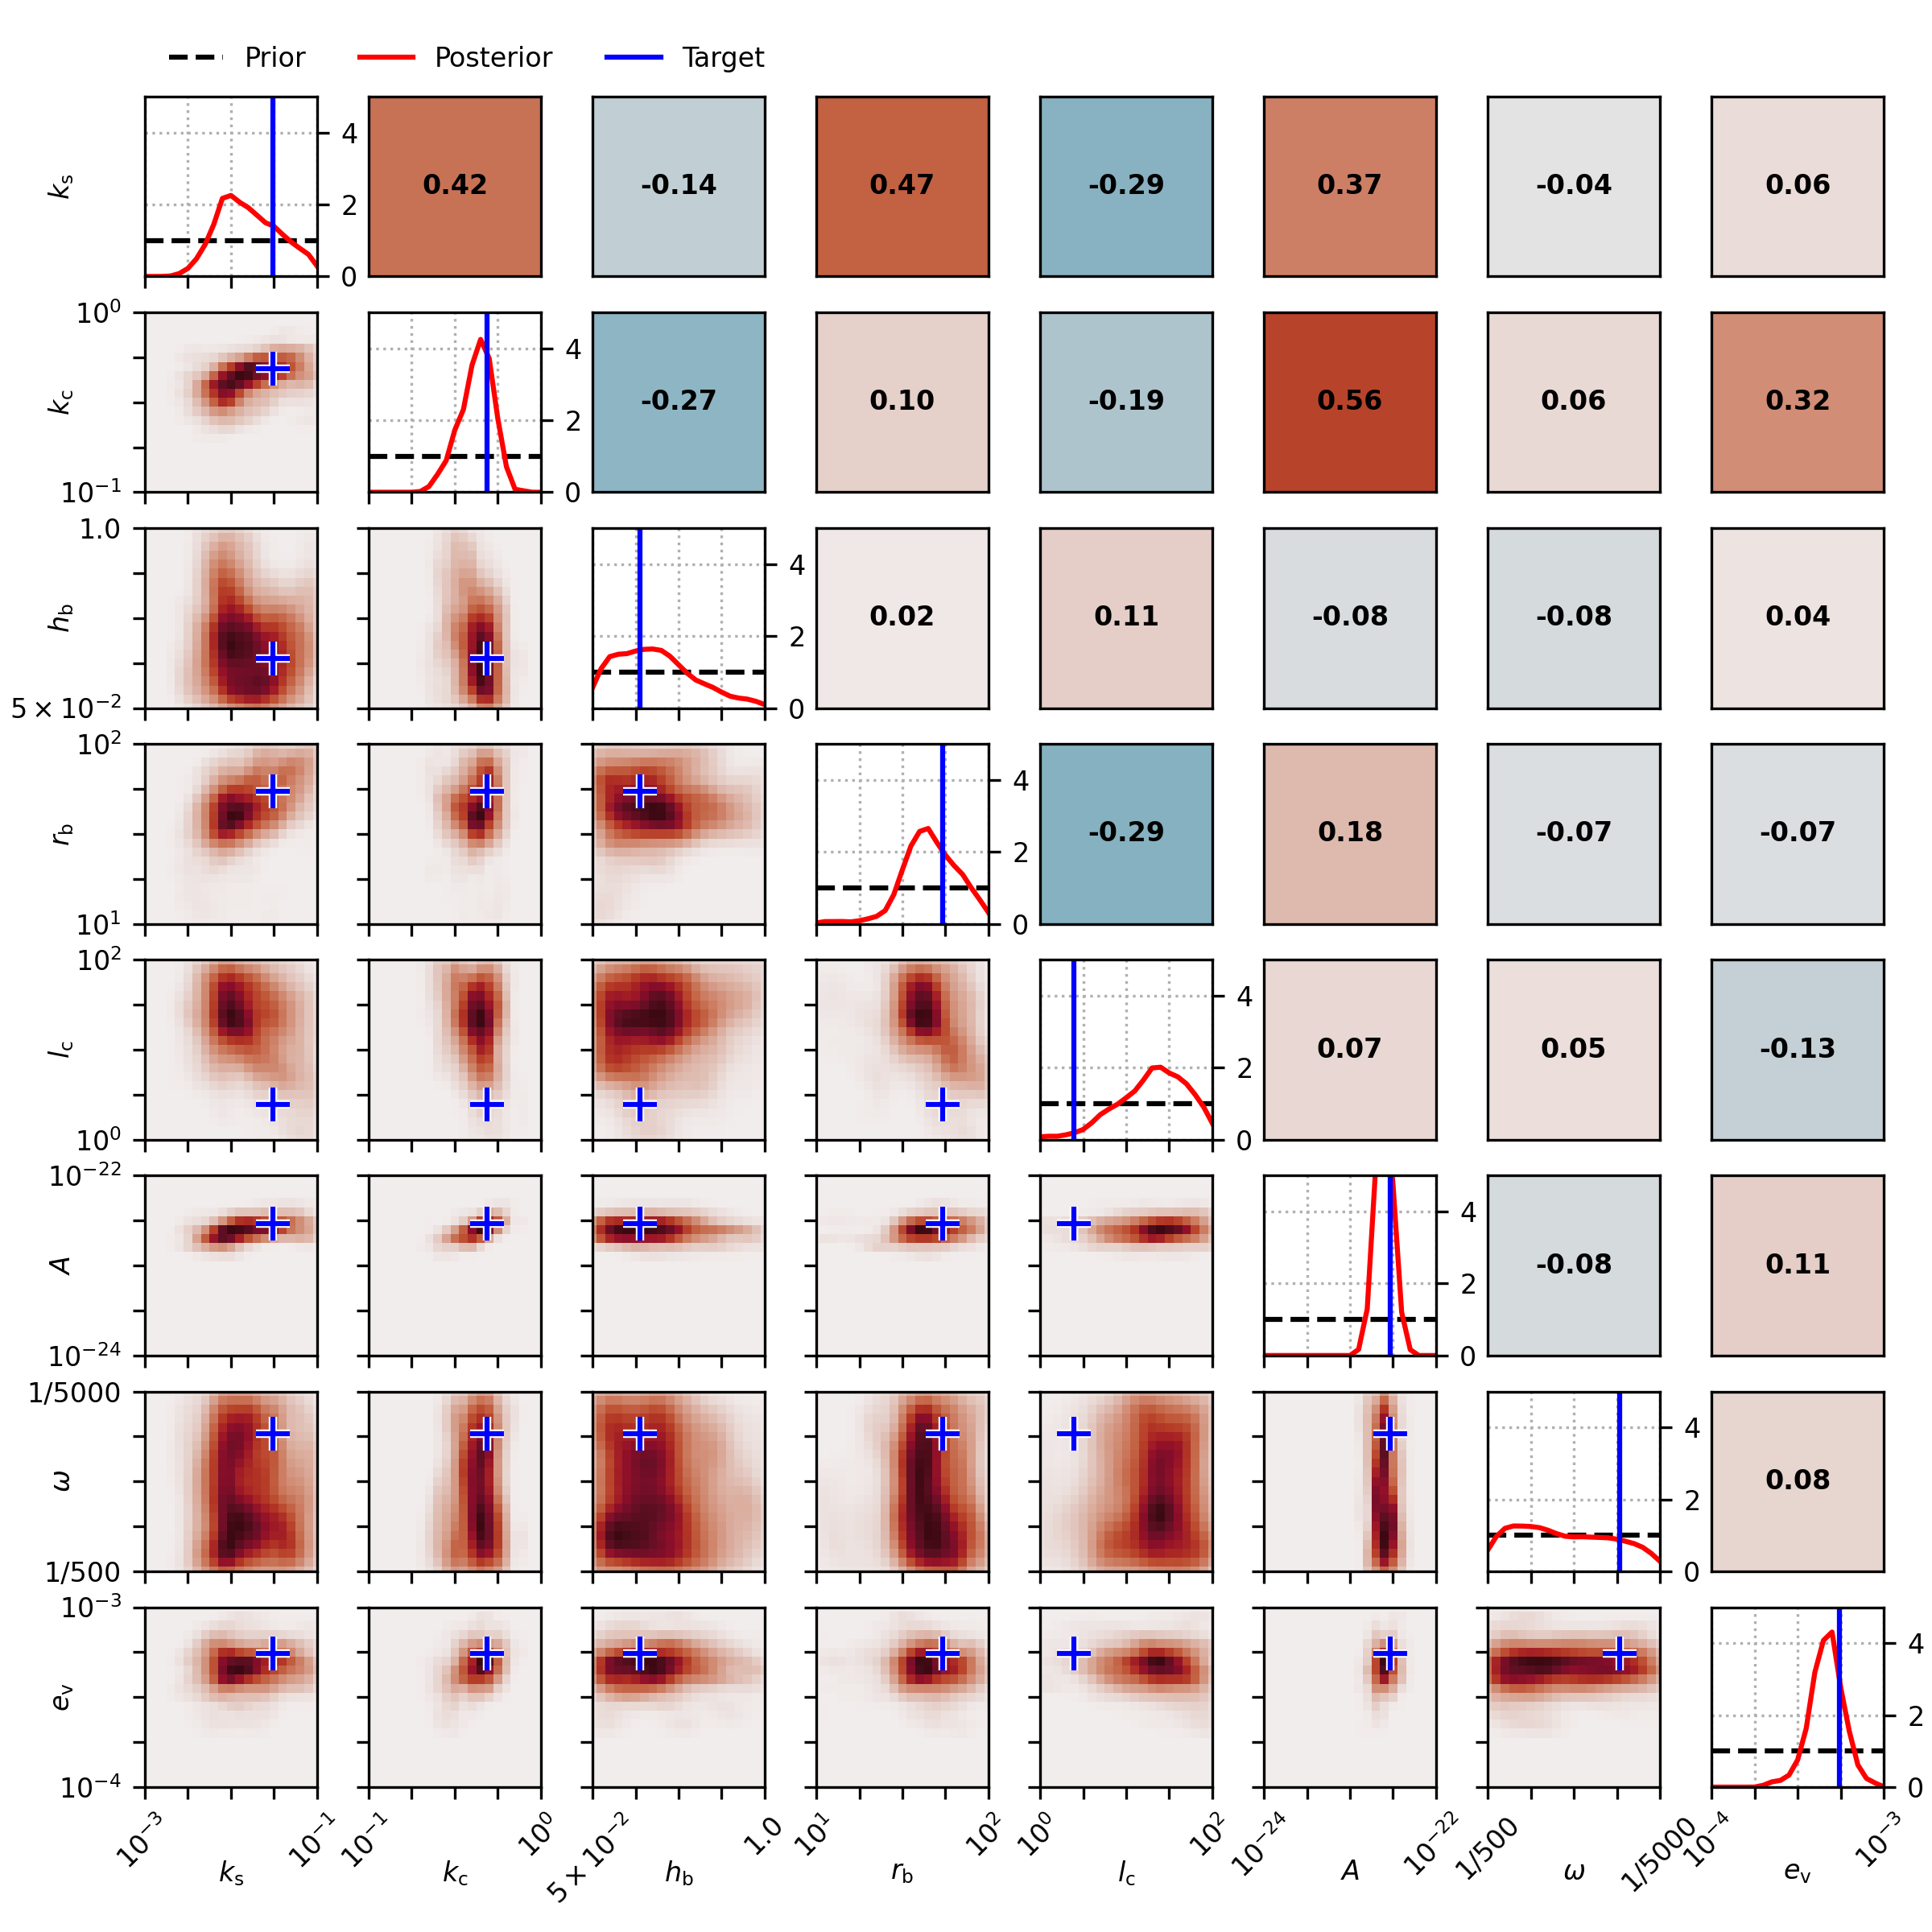 Prior Posterior Target
k_s 0 2 4 0.42 -0.14 0.47 -0.29 0.37 -0.04 0.06
10^0 k_c 10^-1 0 2 4 -0.27 0.10 -0.19 0.56 0.06 0.32
1.0 h_b 5 × 10^-2 0 2 4 0.02 0.11 -0.08 -0.08 0.04
10^2 r_b 10^1 0 2 4 -0.29 0.18 -0.07 -0.07
10^2 l_c 10^0 0 2 4 0.07 0.05 -0.13
10^-22 A 10^-24 0 2 4 -0.08 0.11
1/5000 ω 1/500 0 2 4 0.08
10^-3 e_v 10^-4 0 2 4
10^-3 10^-1 10^-1 10^0 5 × 10^-2 1.0 10^1 10^2 10^0 10^2 10^-24 10^-22 1/500 1/5000 10^-4 10^-3
k_s k_c h_b r_b l_c A ω e_v